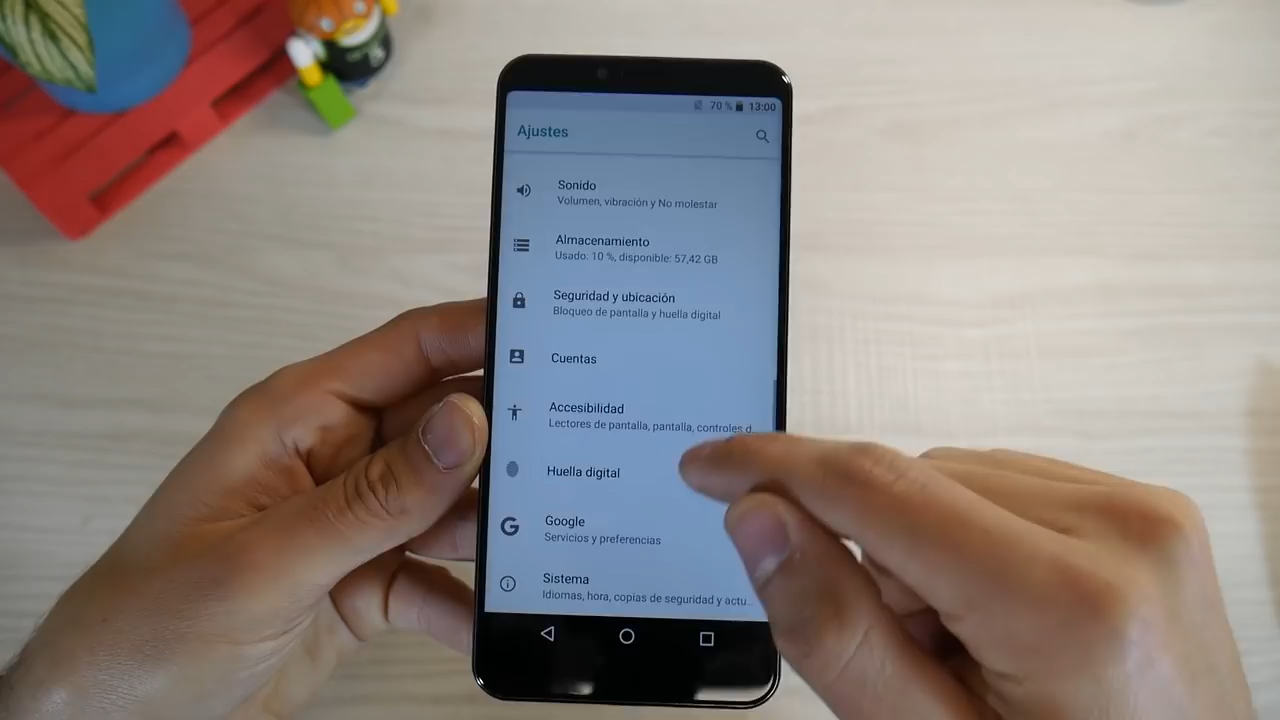 70 % 13:00
Ajustes
Sonido
Volumen, vibración y No molestar
Almacenamiento
Usado: 10 %, disponible: 57,42 GB
Seguridad y ubicación
Bloqueo de pantalla y huella digital
Cuentas
Accesibilidad
Lectores de pantalla, pantalla, controles d
Huella digital
Google
Servicios y preferencias
Sistema
Idiomas, hora, copias de seguridad y actu...